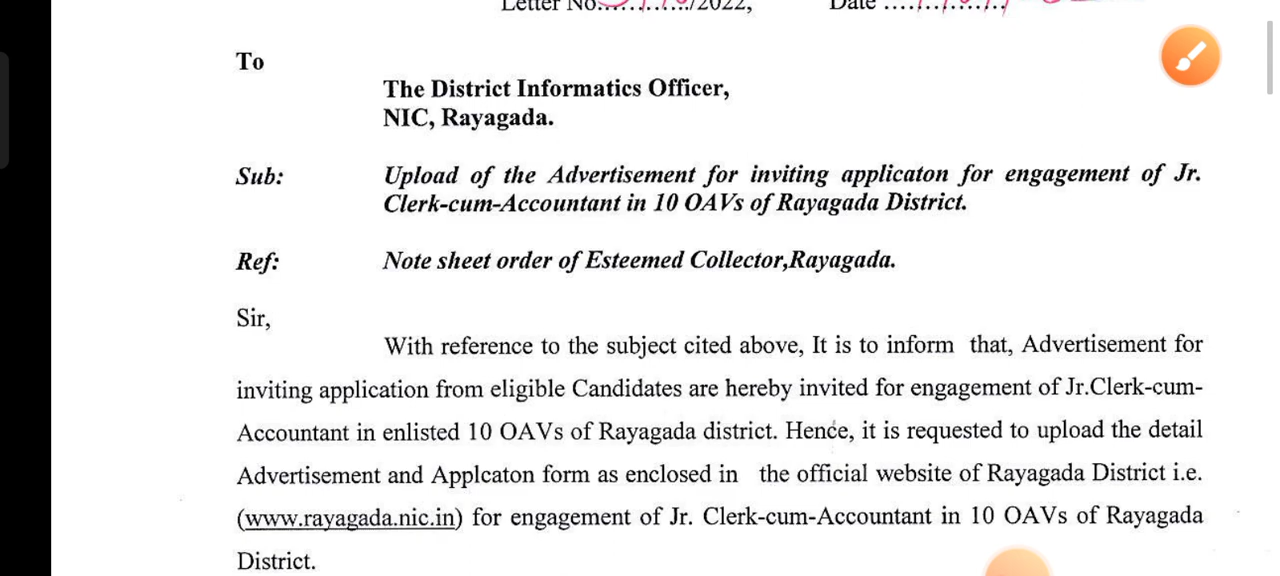 Letter No.
/2022,
Date
To
The District Informatics Officer,
NIC, Rayagada.
Sub: Upload of the Advertisement for inviting applicaton for engagement of Jr.
Clerk-cum-Accountant in 10 OAVs of Rayagada District.
Ref: Note sheet order of Esteemed Collector,Rayagada.
Sir,
With reference to the subject cited above, It is to inform that, Advertisement for
inviting application from eligible Candidates are hereby invited for engagement of Jr.Clerk-cum-
Accountant in enlisted 10 OAVs of Rayagada district. Hence, it is requested to upload the detail
Advertisement and Applcaton form as enclosed in the official website of Rayagada District i.e.
(www.rayagada.nic.in) for engagement of Jr. Clerk-cum-Accountant in 10 OAVs of Rayagada
District.